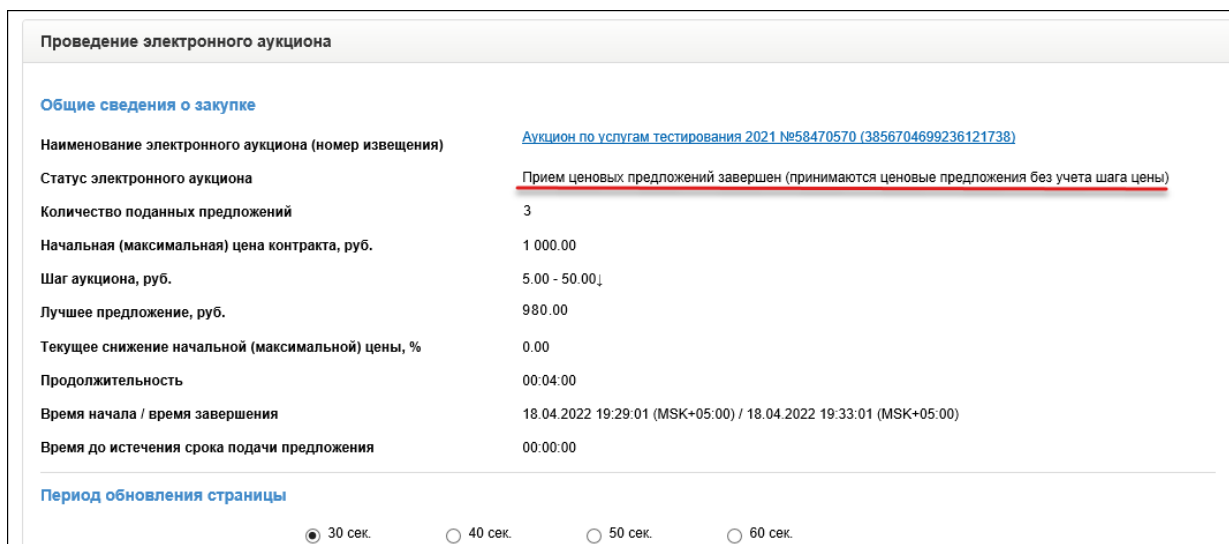 Проведение электронного аукциона
Общие сведения о закупке
Наименование электронного аукциона (номер извещения) Аукцион по услугам тестирования 2021 №58470570 (3856704699236121738)
Статус электронного аукциона Прием ценовых предложений завершен (принимаются ценовые предложения без учета шага цены)
Количество поданных предложений 3
Начальная (максимальная) цена контракта, руб. 1 000.00
Шаг аукциона, руб. 5.00 - 50.00↓
Лучшее предложение, руб. 980.00
Текущее снижение начальной (максимальной) цены, % 0.00
Продолжительность 00:04:00
Время начала / время завершения 18.04.2022 19:29:01 (MSK+05:00) / 18.04.2022 19:33:01 (MSK+05:00)
Время до истечения срока подачи предложения 00:00:00
Период обновления страницы
30 сек. 40 сек. 50 сек. 60 сек.